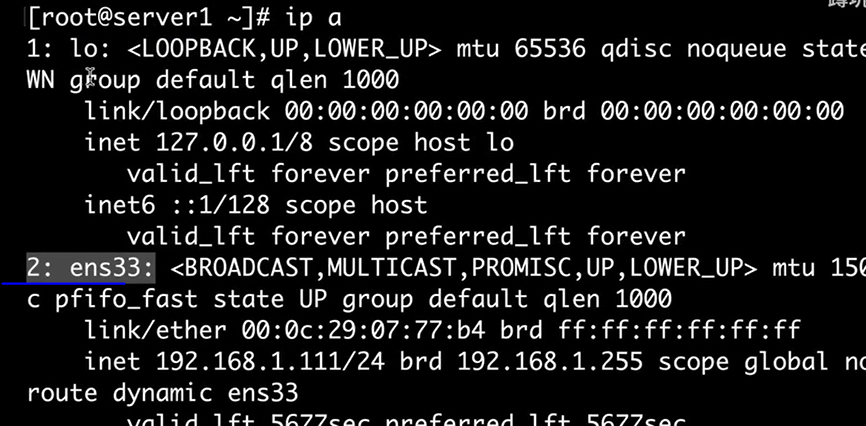 [root@server1 ~]# ip a
1: lo: <LOOPBACK,UP,LOWER_UP> mtu 65536 qdisc noqueue state
WN group default qlen 1000
link/loopback 00:00:00:00:00:00 brd 00:00:00:00:00:00
inet 127.0.0.1/8 scope host lo
valid_lft forever preferred_lft forever
inet6 ::1/128 scope host
valid_lft forever preferred_lft forever
2: ens33: <BROADCAST,MULTICAST,PROMISC,UP,LOWER_UP> mtu 150
c pfifo_fast state UP group default qlen 1000
link/ether 00:0c:29:07:77:b4 brd ff:ff:ff:ff:ff:ff
inet 192.168.1.111/24 brd 192.168.1.255 scope global no
route dynamic ens33
valid_lft 5677sec preferred_lft 5677sec